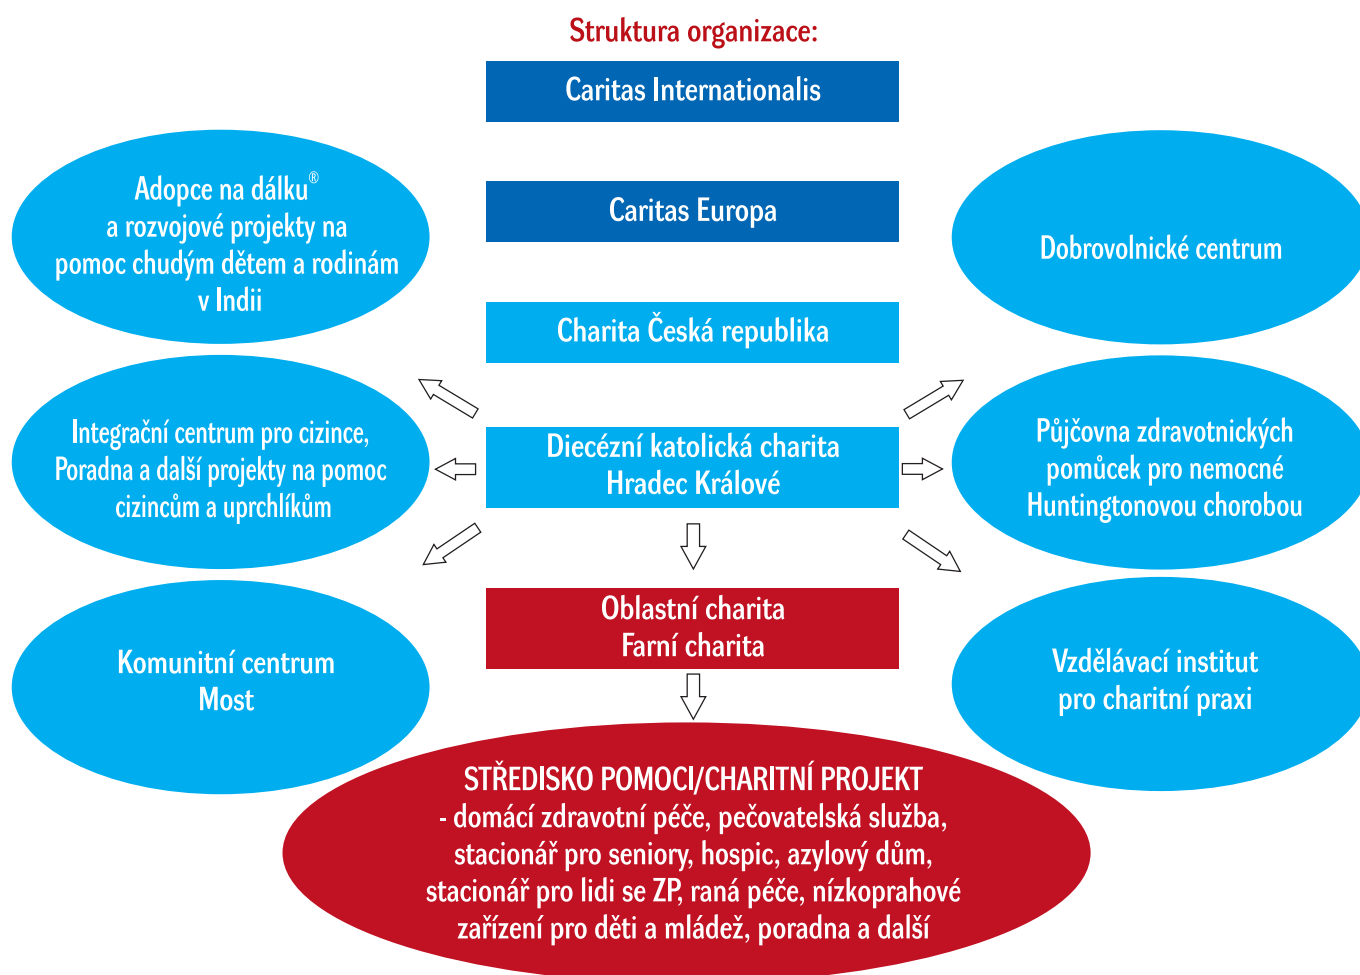 Struktura organizace:
Caritas Internationalis
Caritas Europa
Charita Česká republika
Diecézní katolická charita
Hradec Králové
Adopce na dálku®
a rozvojové projekty na
pomoc chudým dětem a rodinám
v Indii
Integrační centrum pro cizince,
Poradna a další projekty na pomoc
cizincům a uprchlíkům
Komunitní centrum
Most
Dobrovolnické centrum
Půjčovna zdravotnických
pomůcek pro nemocné
Huntingtonovou chorobou
Vzdělávací institut
pro charitní praxi
Oblastní charita
Farní charita
STŘEDISKO POMOCI/CHARITNÍ PROJEKT
- domácí zdravotní péče, pečovatelská služba,
stacionář pro seniory, hospic, azylový dům,
stacionář pro lidi se ZP, raná péče, nízkoprahové
zařízení pro děti a mládež, poradna a další